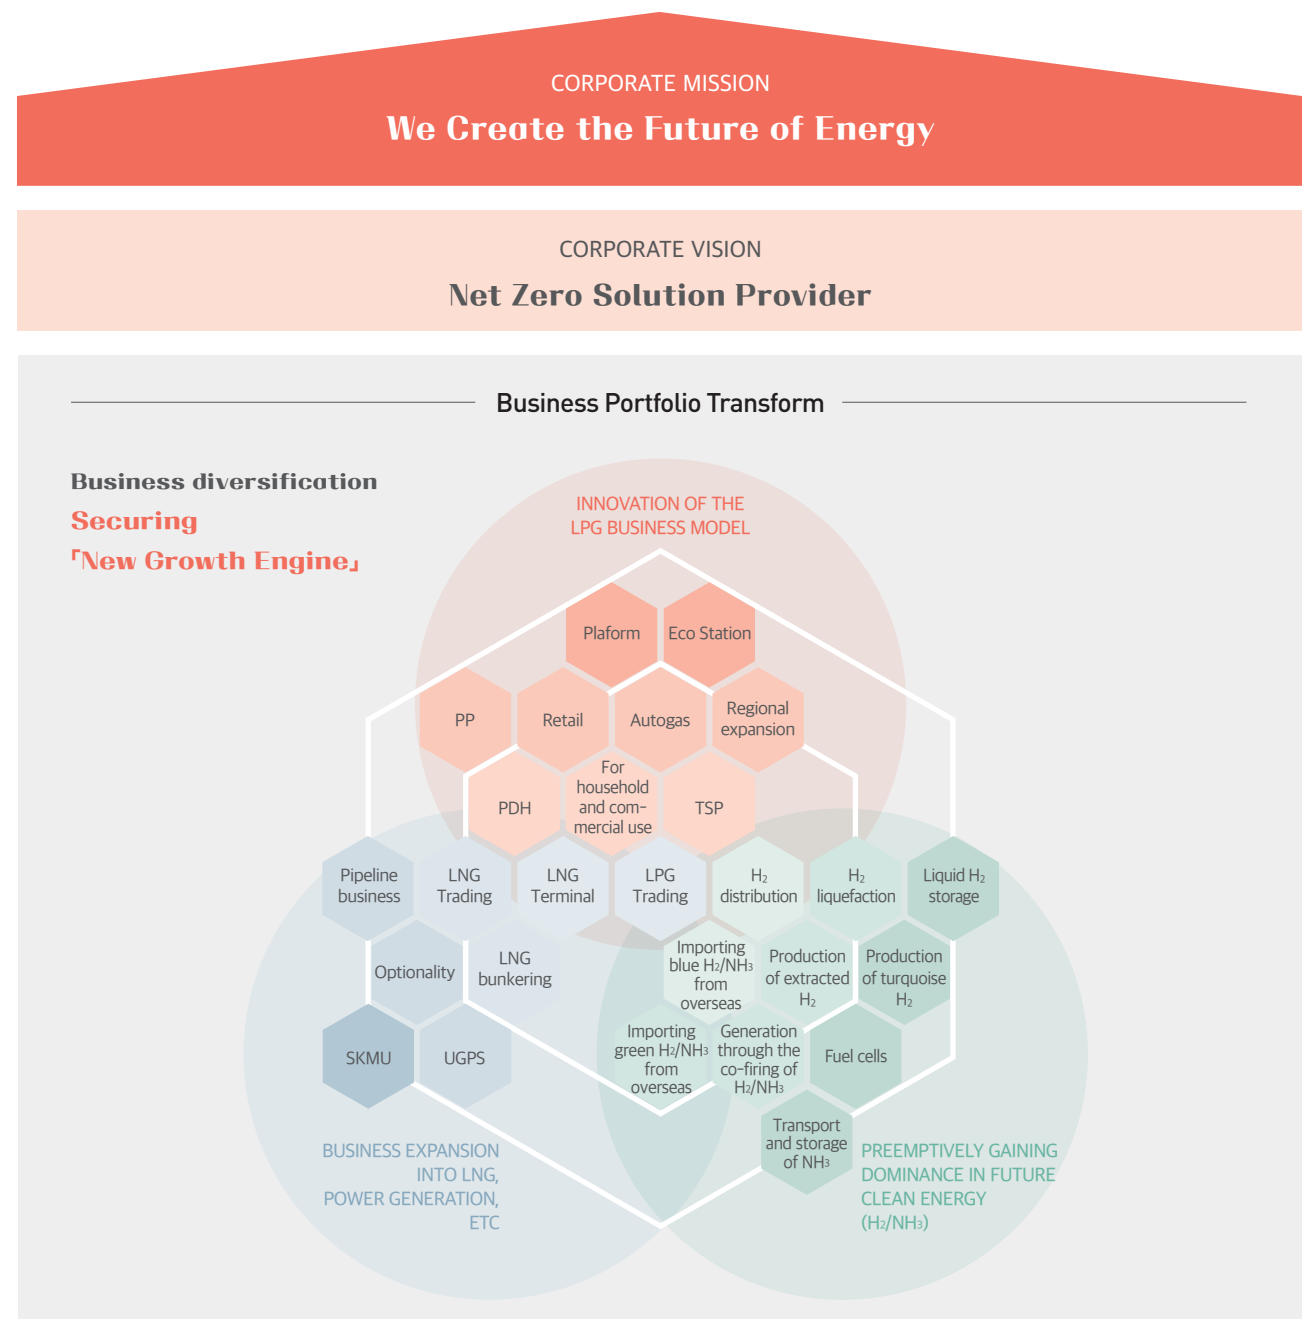 CORPORATE MISSION
We Create the Future of Energy
CORPORATE VISION
Net Zero Solution Provider
Business Portfolio Transform
Business diversification
Securing
「New Growth Engine」
INNOVATION OF THE
LPG BUSINESS MODEL
Plaform
Eco Station
PP
Retail
Autogas
Regional
expansion
PDH
For
household
and com-
mercial use
TSP
Pipeline
business
LNG
Trading
LNG
Terminal
LPG
Trading
H₂
distribution
H₂
liquefaction
Liquid H₂
storage
Optionality
LNG
bunkering
Importing
blue H₂/NH₃
from
overseas
Production
of extracted
H₂
Production
of turquoise
H₂
SKMU
UGPS
Importing
green H₂/NH₃
from
overseas
Generation
through the
co-firing of
H₂/NH₃
Fuel cells
Transport
and storage
of NH₃
BUSINESS EXPANSION
INTO LNG,
POWER GENERATION,
ETC
PREEMPTIVELY GAINING
DOMINANCE IN FUTURE
CLEAN ENERGY
(H₂/NH₃)